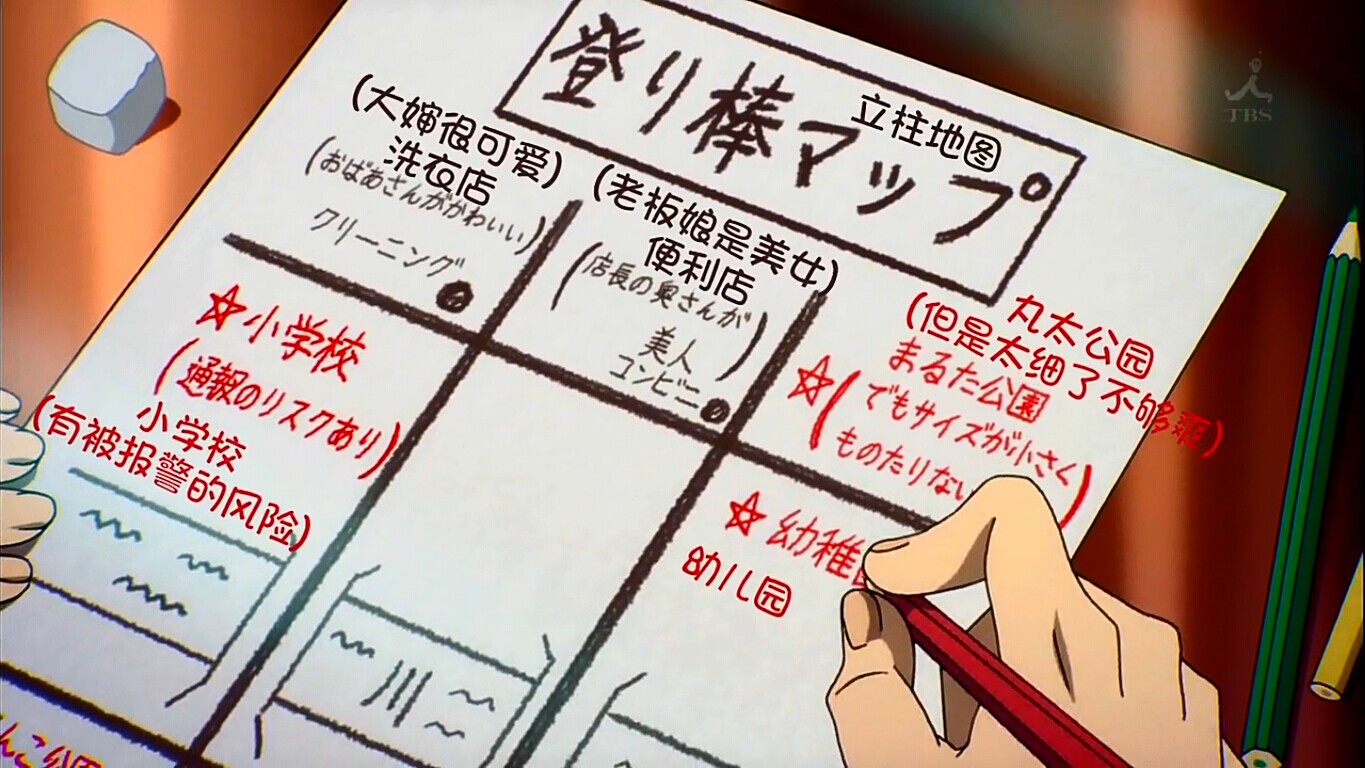 登り棒マップ
立柱地图
TBS
(大婶很可爱)
洗衣店
(おばあさんがかわいい)
クリーニング
(老板娘是美女)
便利店
(店長の奥さんが
美人)
コンビニ
丸太公园
(但是太细了不够爽)
まるた公園
☆(でもサイズが小さく
ものたりない)
☆小学校
(通報のリスクあり)
小学校
(有被报警的风险)
☆幼稚
幼儿园
んこ公園